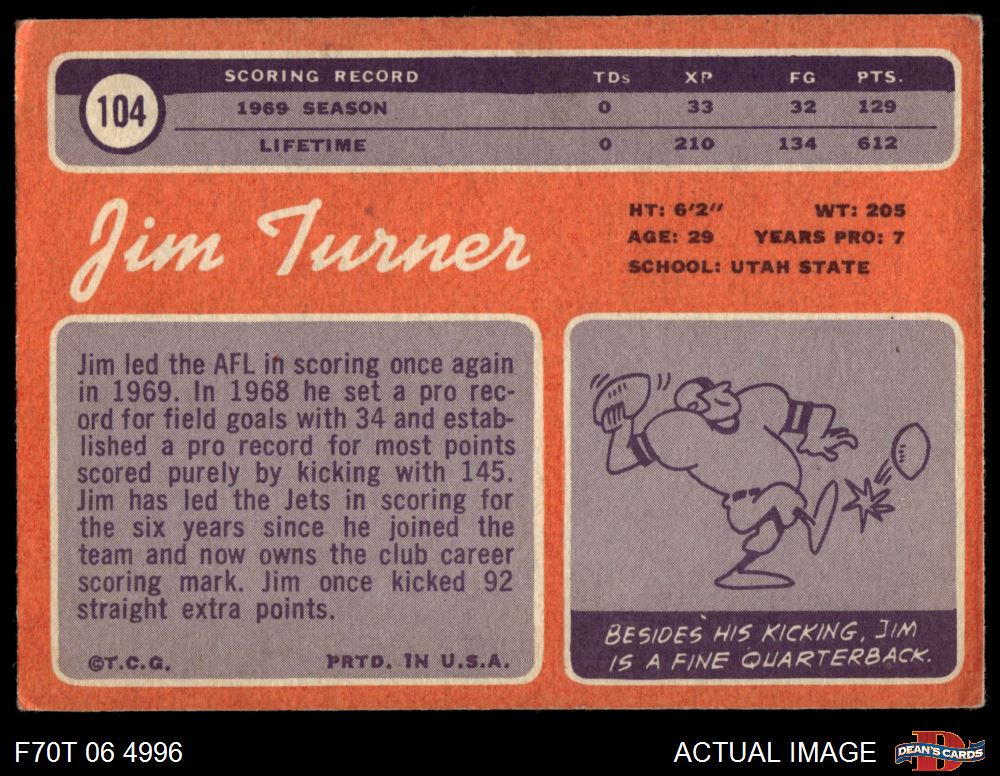 104
SCORING RECORD TDs XP FG PTS.
1969 SEASON 0 33 32 129
LIFETIME 0 210 134 612
Jim Turner
HT: 6'2" WT: 205
AGE: 29 YEARS PRO: 7
SCHOOL: UTAH STATE
Jim led the AFL in scoring once again
in 1969. In 1968 he set a pro rec-
ord for field goals with 34 and estab-
lished a pro record for most points
scored purely by kicking with 145.
Jim has led the Jets in scoring for
the six years since he joined the
team and now owns the club career
scoring mark. Jim once kicked 92
straight extra points.
©T.C.G. PRTD. IN U.S.A.
BESIDES HIS KICKING, JIM
IS A FINE QUARTERBACK.
F70T 06 4996
ACTUAL IMAGE
D
DEAN'S CARDS